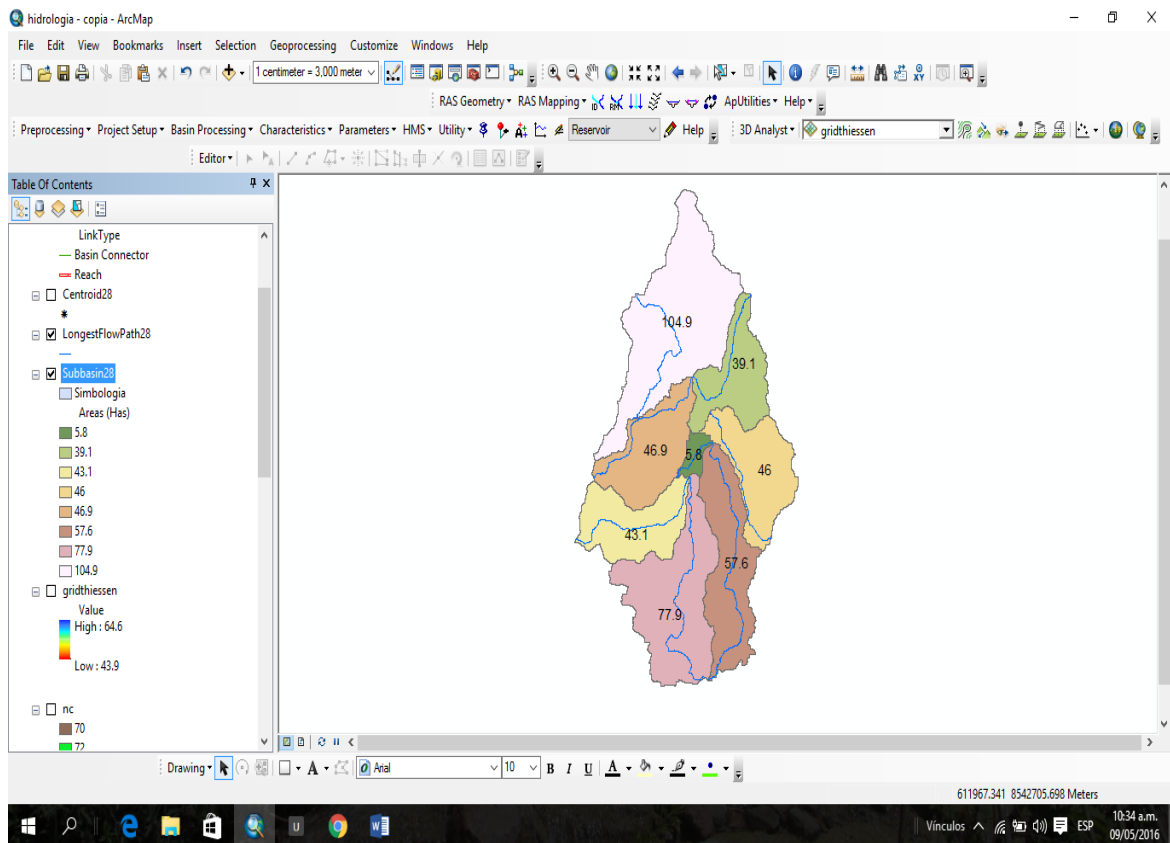 hidrologia - copia - ArcMap
File Edit View Bookmarks Insert Selection Geoprocessing Customize Windows Help
1 centimeter = 3,000 meter
RAS Geometry RAS Mapping ApUtilities Help
Preprocessing Project Setup Basin Processing Characteristics Parameters HMS Utility Reservoir Help 3D Analyst gridthiessen
Editor
Table Of Contents
LinkType
Basin Connector
Reach
Centroid28
LongestFlowPath28
Subbasin28
Simbologia
Areas (Has)
5.8
39.1
43.1
46
46.9
57.6
77.9
104.9
gridthiessen
Value
High : 64.6
Low : 43.9
nc
70
72
104.9
39.1
46.9
5.8
46
43.1
57.6
77.9
Drawing A Arial 10 B I U A
611967.341 8542705.698 Meters
Vínculos ESP 10:34 a.m.
09/05/2016